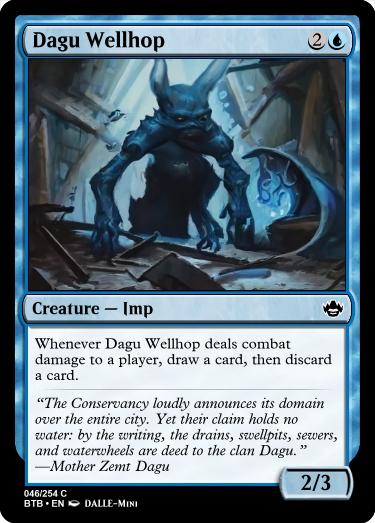 Dagu Wellhop 2
Creature — Imp
Whenever Dagu Wellhop deals combat
damage to a player, draw a card, then discard
a card.
“The Conservancy loudly announces its domain
over the entire city. Yet their claim holds no
water: by the writing, the drains, swellpits, sewers,
and waterwheels are deed to the clan Dagu.”
—Mother Zemt Dagu
2/3
046/254 C
BTB • EN DALLE-Mini